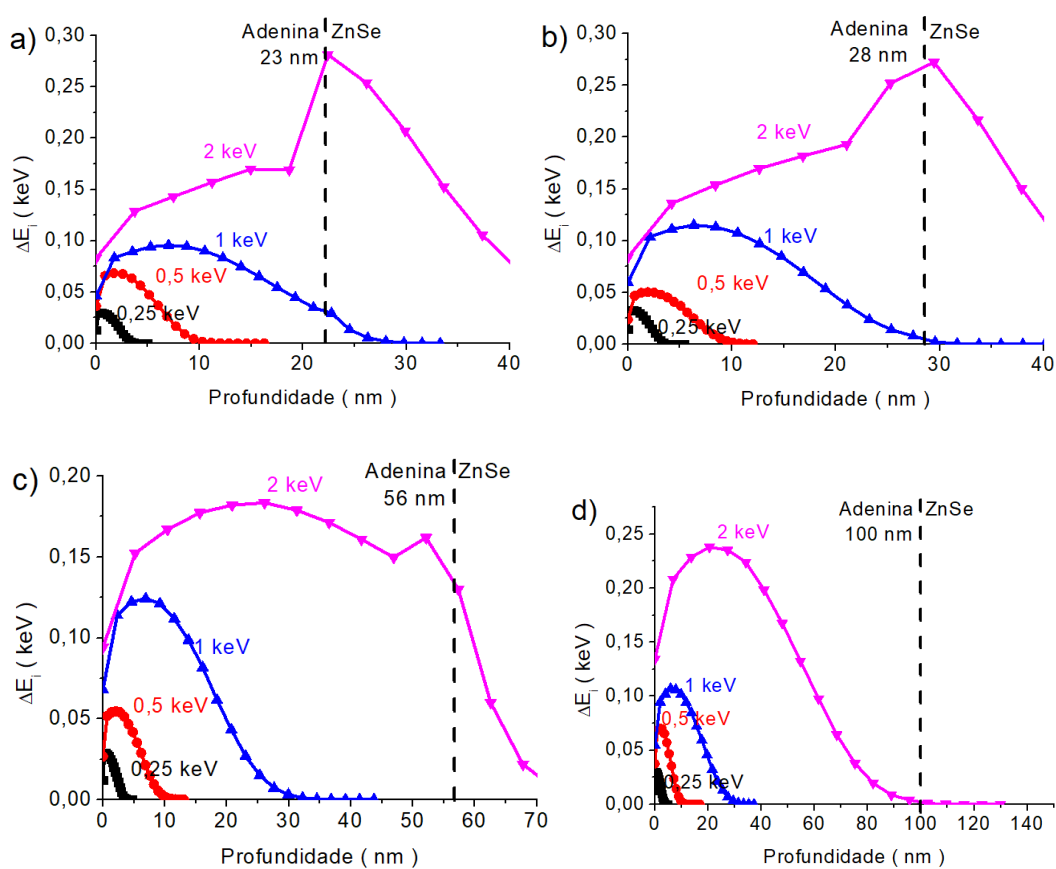 a)
Adenina ZnSe
23 nm
0,30
0,25
0,20
0,15
0,10
0,05
0,00
ΔEi ( keV )
2 keV
1 keV
0,5 keV
0,25 keV
0 10 20 30 40
Profundidade ( nm )
b)
Adenina ZnSe
28 nm
0,30
0,25
0,20
0,15
0,10
0,05
0,00
ΔEi ( keV )
2 keV
1 keV
0,5 keV
0,25 keV
0 10 20 30 40
Profundidade ( nm )
c)
Adenina ZnSe
56 nm
0,20
0,15
0,10
0,05
0,00
ΔEi ( keV )
2 keV
1 keV
0,5 keV
0,25 keV
0 10 20 30 40 50 60 70
Profundidade ( nm )
d)
Adenina ZnSe
100 nm
0,25
0,20
0,15
0,10
0,05
0,00
ΔEi ( keV )
2 keV
1 keV
0,5 keV
0,25 keV
0 20 40 60 80 100 120 140
Profundidade ( nm )